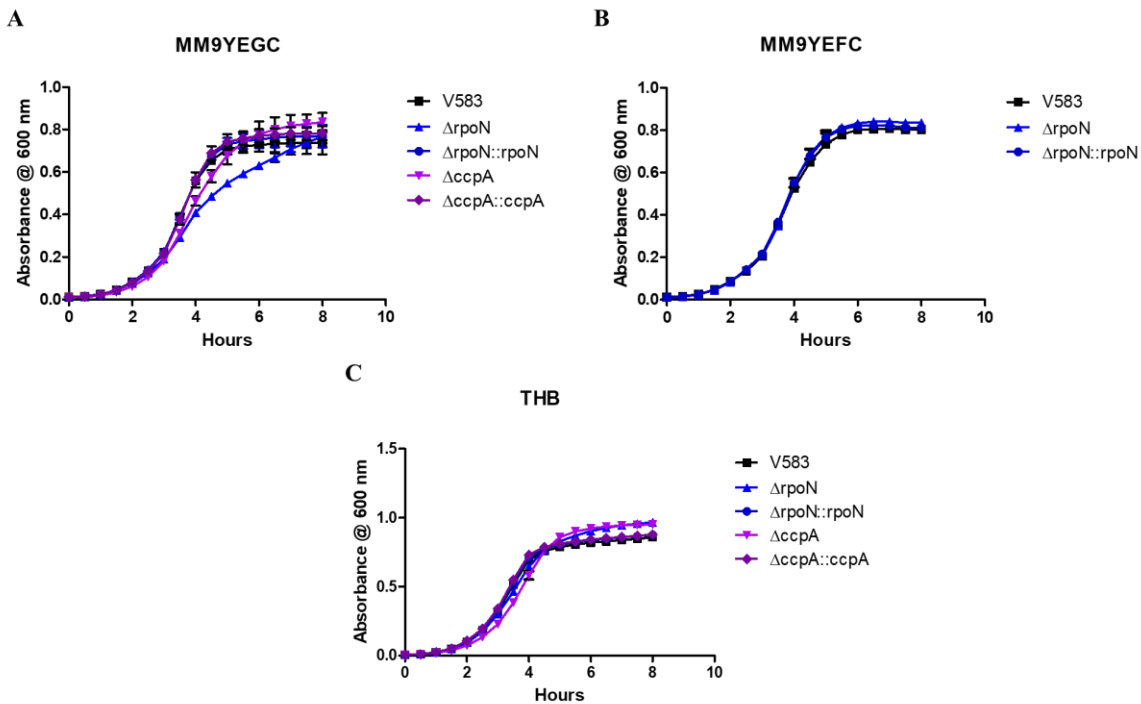 A
MM9YEGC
Absorbance @ 600 nm
1.0
0.8
0.6
0.4
0.2
0.0
0 2 4 6 8 10
Hours
V583
ΔrpoN
ΔrpoN::rpoN
ΔccpA
ΔccpA::ccpA
B
MM9YEFC
Absorbance @ 600 nm
1.0
0.8
0.6
0.4
0.2
0.0
0 2 4 6 8 10
Hours
V583
ΔrpoN
ΔrpoN::rpoN
C
THB
Absorbance @ 600 nm
1.5
1.0
0.5
0.0
0 2 4 6 8 10
Hours
V583
ΔrpoN
ΔrpoN::rpoN
ΔccpA
ΔccpA::ccpA